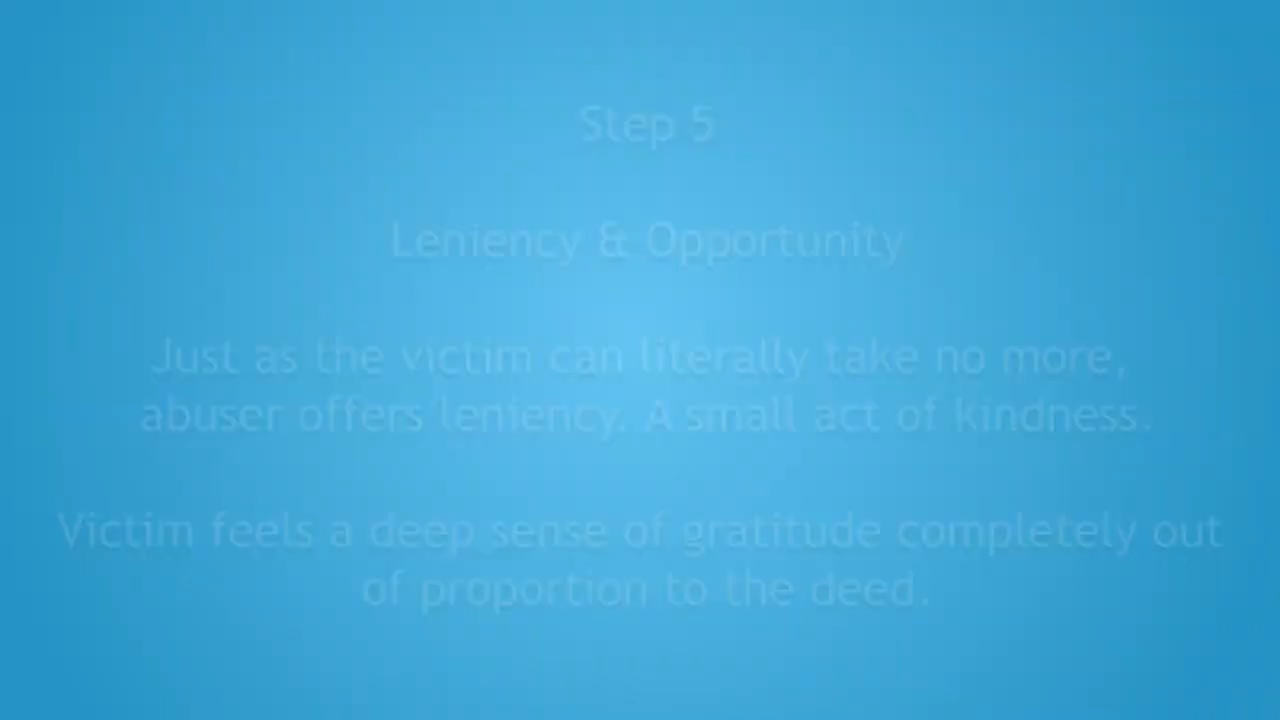 Step 5
Leniency & Opportunity
Just as the victim can literally take no more,
abuser offers leniency. A small act of kindness.
Victim feels a deep sense of gratitude completely out
of proportion to the deed.